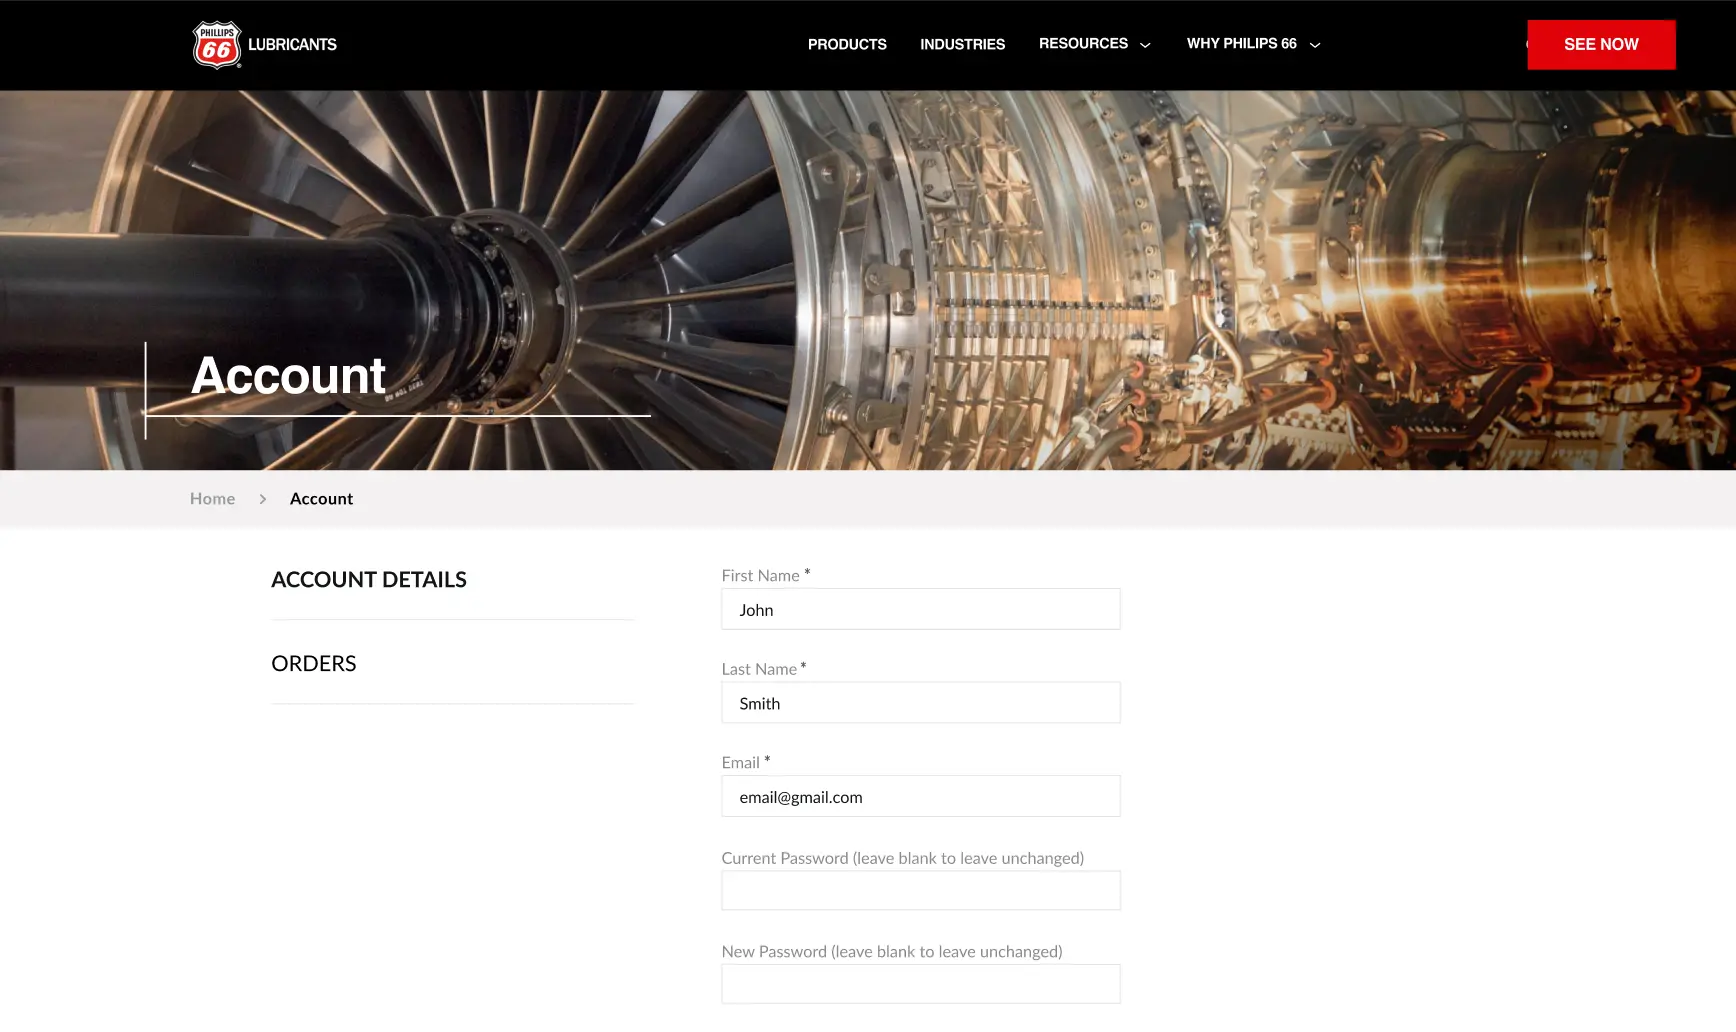 PHILLIPS
66
LUBRICANTS
PRODUCTS
INDUSTRIES
RESOURCES
WHY PHILIPS 66
SEE NOW
Account
Home > Account
ACCOUNT DETAILS
ORDERS
First Name *
John
Last Name *
Smith
Email *
email@gmail.com
Current Password (leave blank to leave unchanged)
New Password (leave blank to leave unchanged)